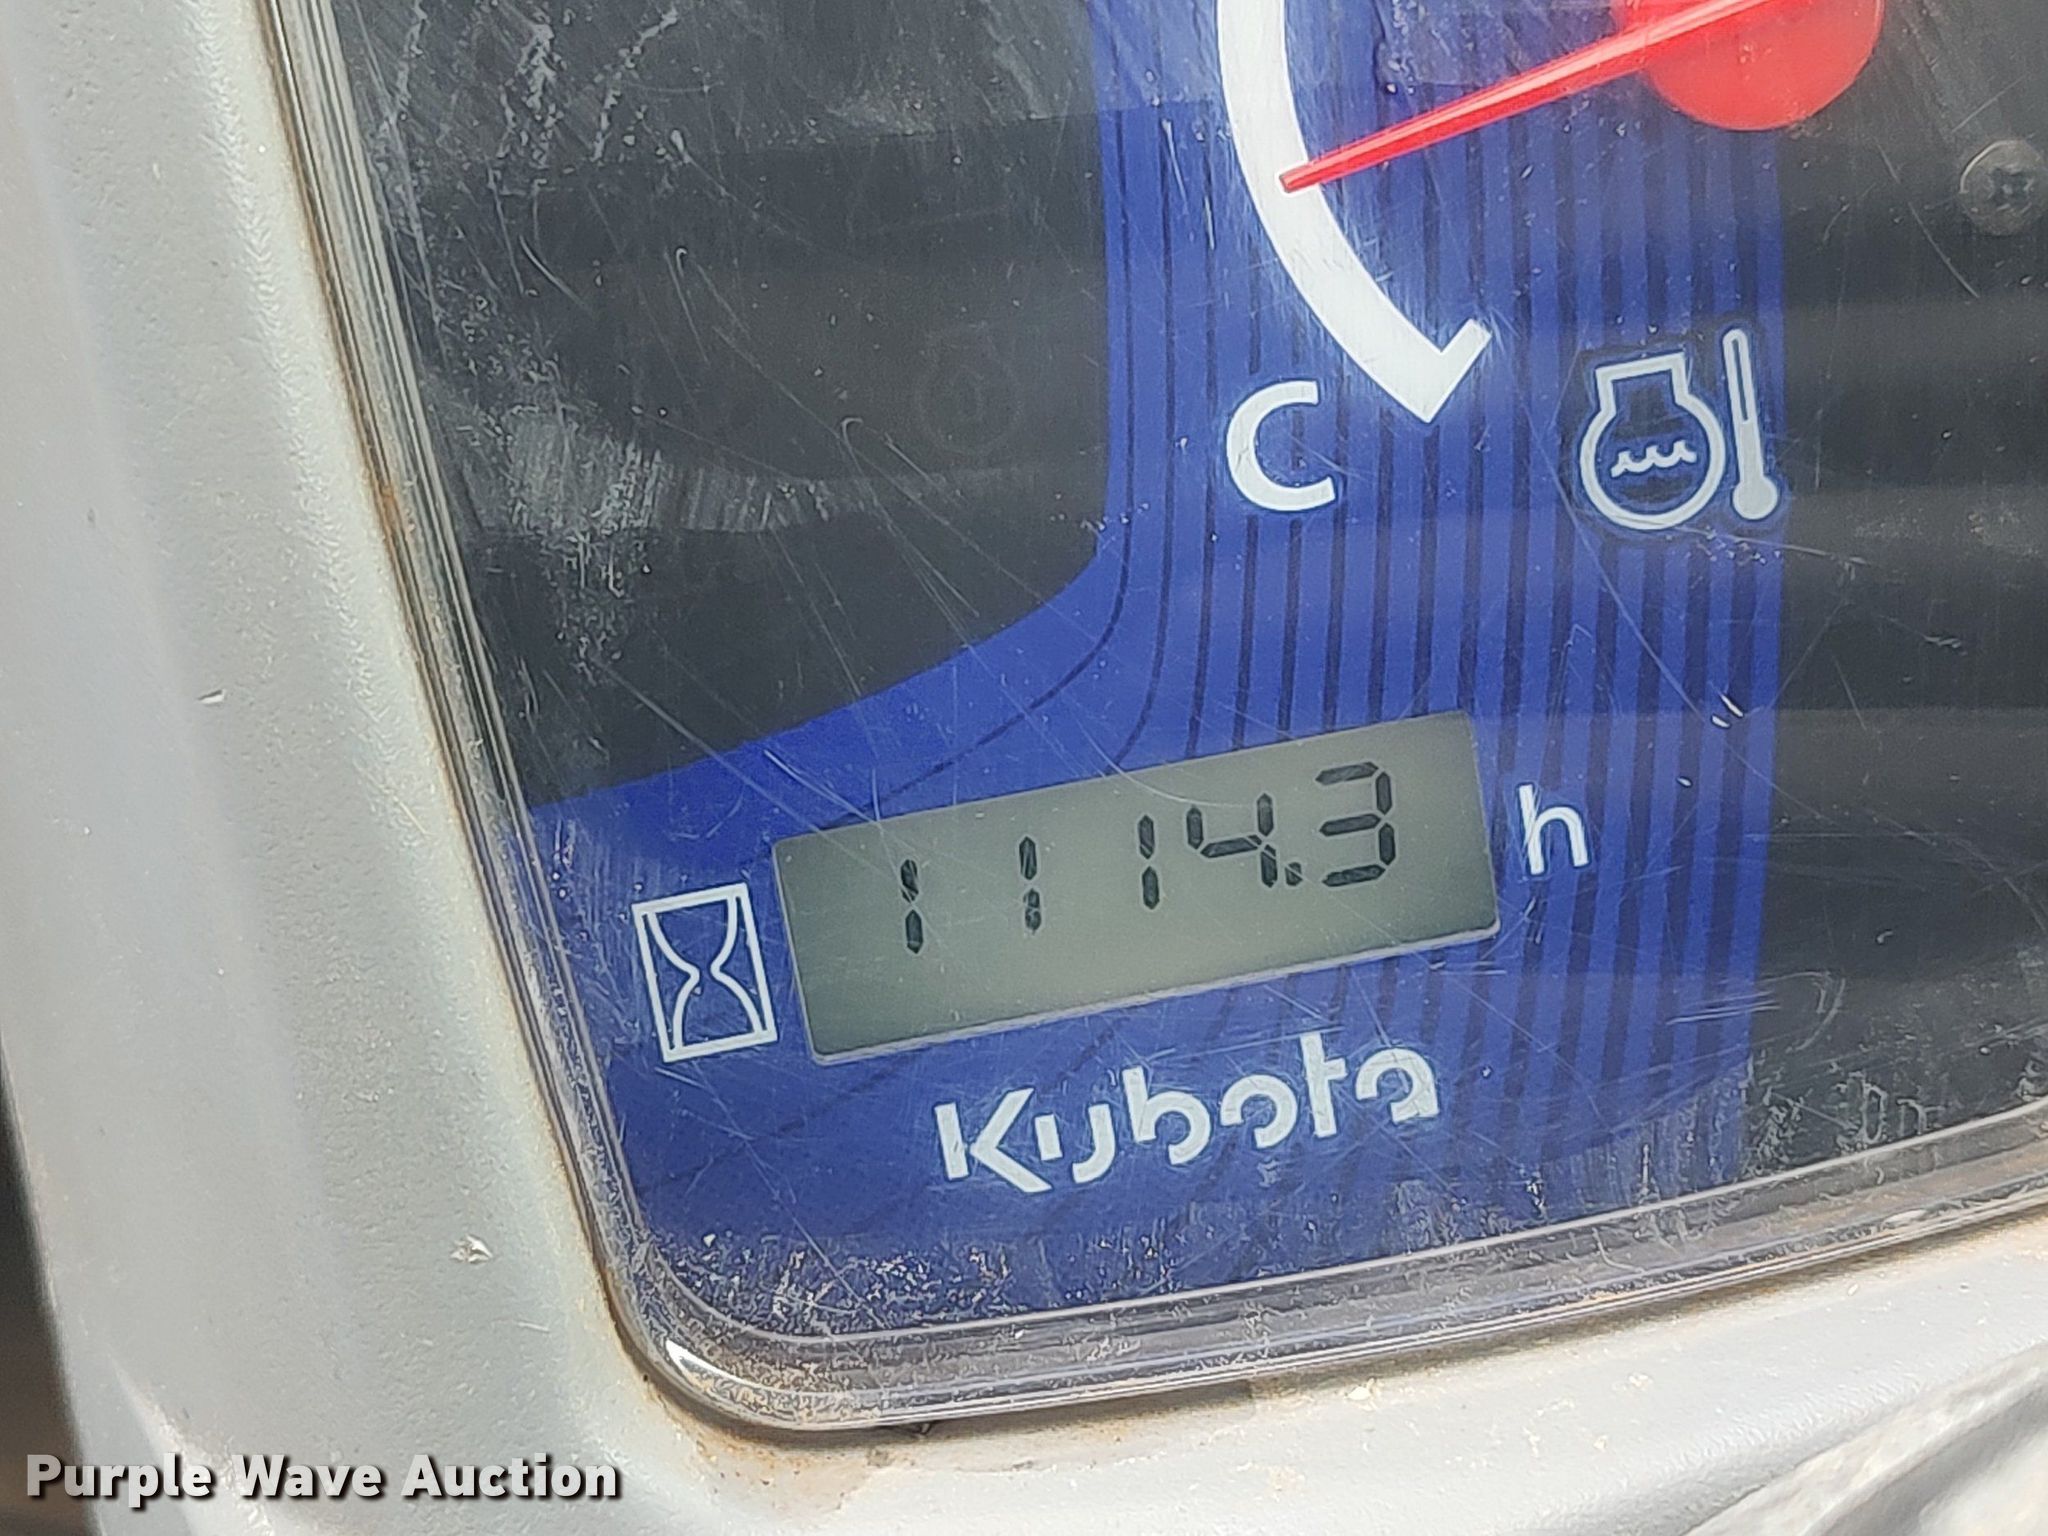 C
1114.3 h
Kubota
Purple Wave Auction